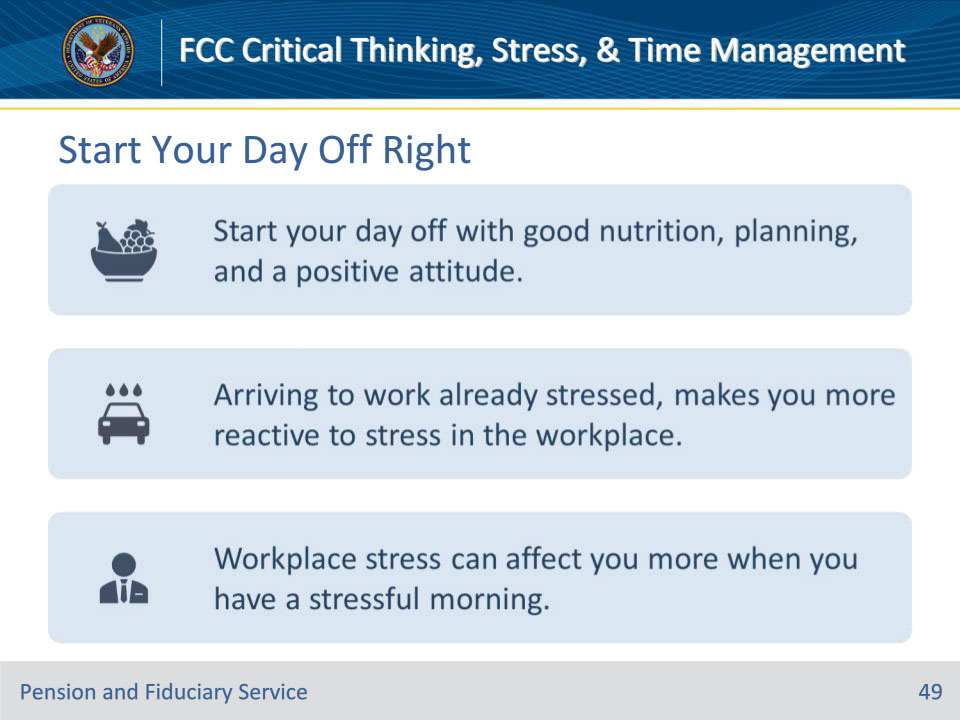 FCC Critical Thinking, Stress, & Time Management
Start Your Day Off Right
Start your day off with good nutrition, planning,
and a positive attitude.
Arriving to work already stressed, makes you more
reactive to stress in the workplace.
Workplace stress can affect you more when you
have a stressful morning.
Pension and Fiduciary Service
49